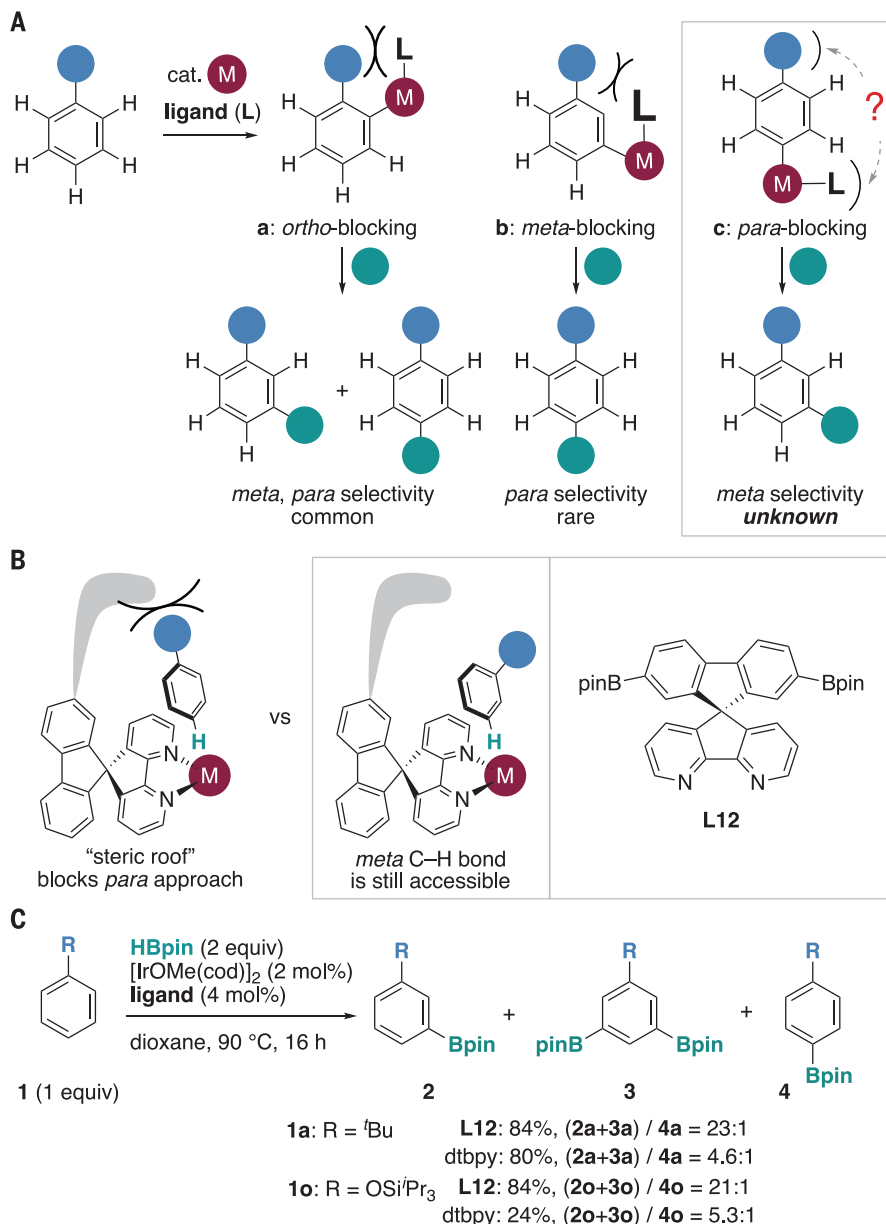 A
cat. M
ligand (L)
H H H H H
L
M
H H H H
a: ortho-blocking
L
M
H H H H
b: meta-blocking
H H H H
M L
?
c: para-blocking
H H H H
H H H H
H H H H
H H H H
+
meta, para selectivity
common
para selectivity
rare
meta selectivity
unknown
B
H
N
N
M
"steric roof"
blocks para approach
vs
H
N
N
M
meta C–H bond
is still accessible
pinB Bpin
N N
L12
C
R
1 (1 equiv)
HBpin (2 equiv)
[IrOMe(cod)]2 (2 mol%)
ligand (4 mol%)
dioxane, 90 °C, 16 h
R
Bpin
2
+
R
pinB Bpin
3
+
R
Bpin
4
1a: R = tBu L12: 84%, (2a+3a) / 4a = 23:1
dtbpy: 80%, (2a+3a) / 4a = 4.6:1
1o: R = OSiiPr3 L12: 84%, (2o+3o) / 4o = 21:1
dtbpy: 24%, (2o+3o) / 4o = 5.3:1